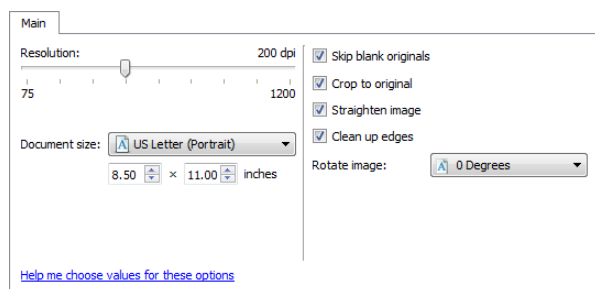 Main
Resolution: 200 dpi
75 1200
Document size: A US Letter (Portrait)
8.50 × 11.00 inches
Help me choose values for these options
Skip blank originals
Crop to original
Straighten image
Clean up edges
Rotate image: A 0 Degrees